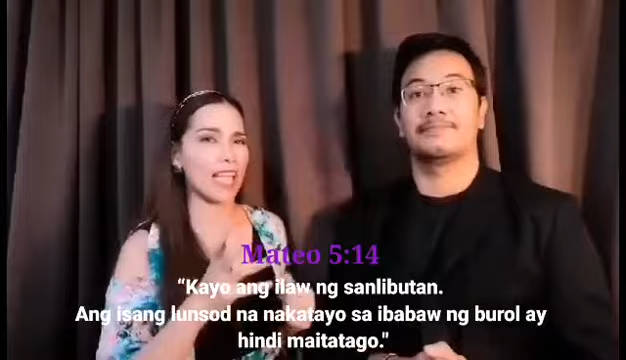 Mateo 5:14
“Kayo ang ilaw ng sanlibutan.
Ang isang lunsod na nakatayo sa ibabaw ng burol ay
hindi maitatago."